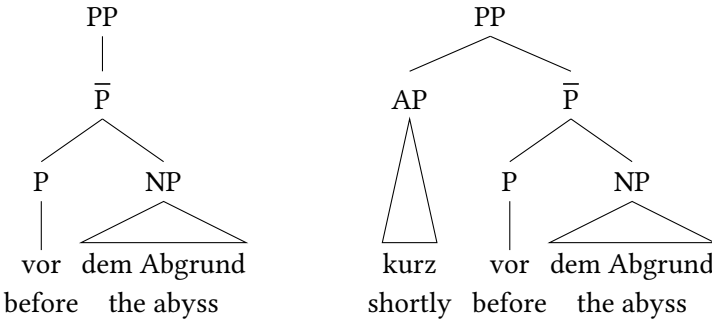 PP PP
P̅ AP P̅
P NP P NP
vor dem Abgrund kurz vor dem Abgrund
before the abyss shortly before the abyss